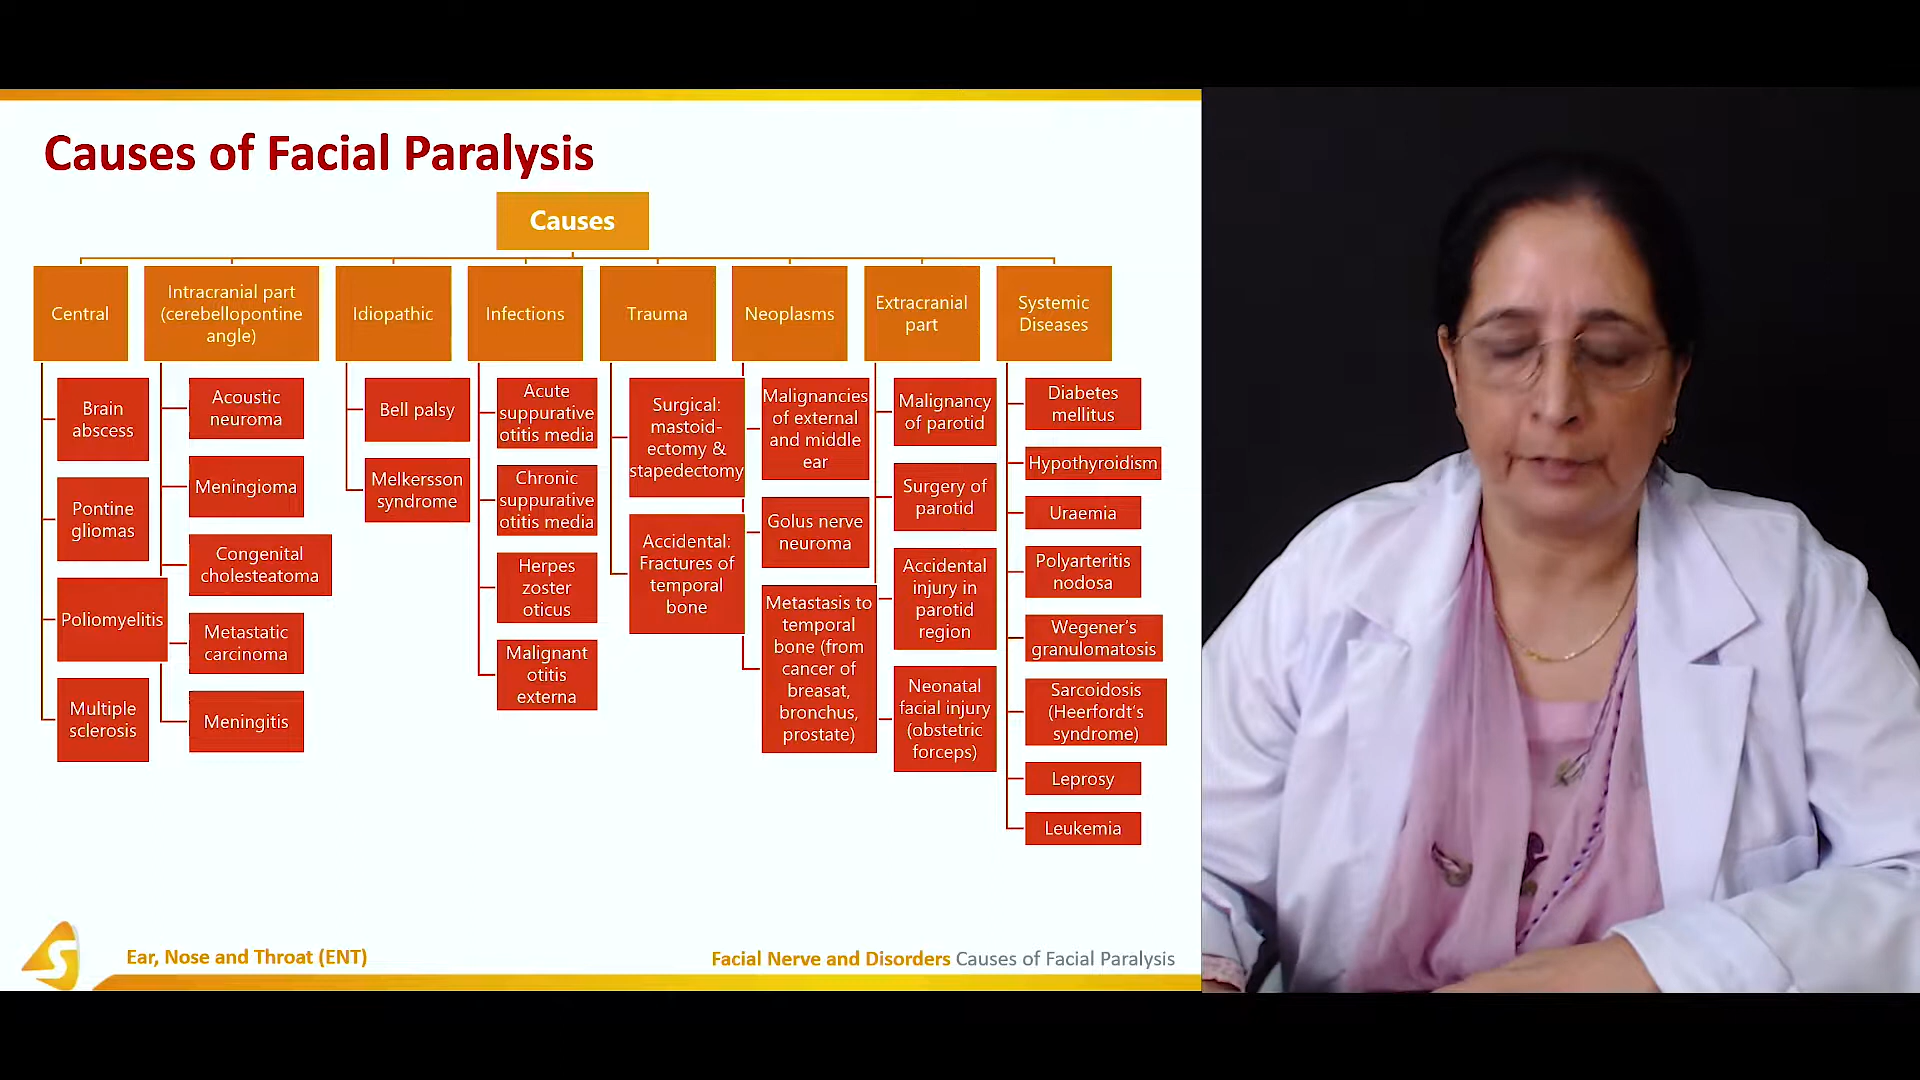 Causes of Facial Paralysis
Causes
Central
Intracranial part
(cerebellopontine
angle)
Idiopathic
Infections
Trauma
Neoplasms
Extracranial
part
Systemic
Diseases
Brain
abscess
Pontine
gliomas
Poliomyelitis
Multiple
sclerosis
Acoustic
neuroma
Meningioma
Congenital
cholesteatoma
Metastatic
carcinoma
Meningitis
Bell palsy
Melkersson
syndrome
Acute
suppurative
otitis media
Chronic
suppurative
otitis media
Herpes
zoster
oticus
Malignant
otitis
externa
Surgical:
mastoid-
ectomy &
stapedectomy
Accidental:
Fractures of
temporal
bone
Malignancies
of external
and middle
ear
Golus nerve
neuroma
Metastasis to
temporal
bone (from
cancer of
breasat,
bronchus,
prostate)
Malignancy
of parotid
Surgery of
parotid
Accidental
injury in
parotid
region
Neonatal
facial injury
(obstetric
forceps)
Diabetes
mellitus
Hypothyroidism
Uraemia
Polyarteritis
nodosa
Wegener's
granulomatosis
Sarcoidosis
(Heerfordt's
syndrome)
Leprosy
Leukemia
S
Ear, Nose and Throat (ENT)
Facial Nerve and Disorders Causes of Facial Paralysis